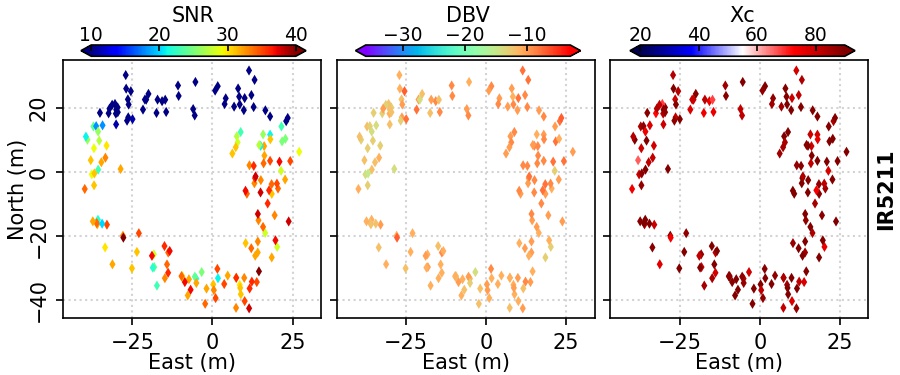 SNR DBV Xc
10 20 30 40 −30 −20 −10 20 40 60 80
North (m)
20
0
−20
−40
IR5211
−25 0 25 −25 0 25 −25 0 25
East (m) East (m) East (m)